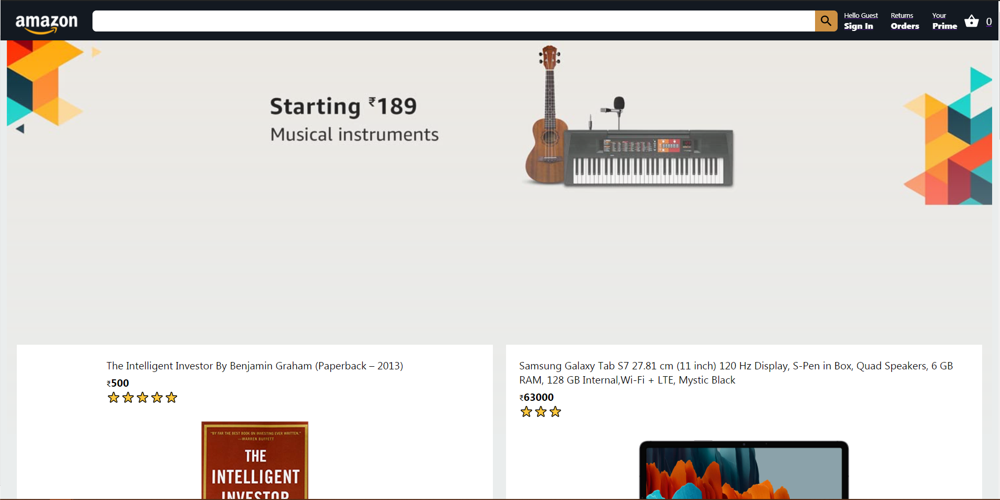 amazon
Hello Guest
Sign In
Returns
Orders
Your
Prime
0
Starting ₹189
Musical instruments
The Intelligent Investor By Benjamin Graham (Paperback – 2013)
₹500
Samsung Galaxy Tab S7 27.81 cm (11 inch) 120 Hz Display, S-Pen in Box, Quad Speakers, 6 GB
RAM, 128 GB Internal,Wi-Fi + LTE, Mystic Black
₹63000
"BY FAR THE BEST BOOK ON INVESTING EVER WRITTEN."
—WARREN BUFFETT
THE
INTELLIGENT
INVESTOR